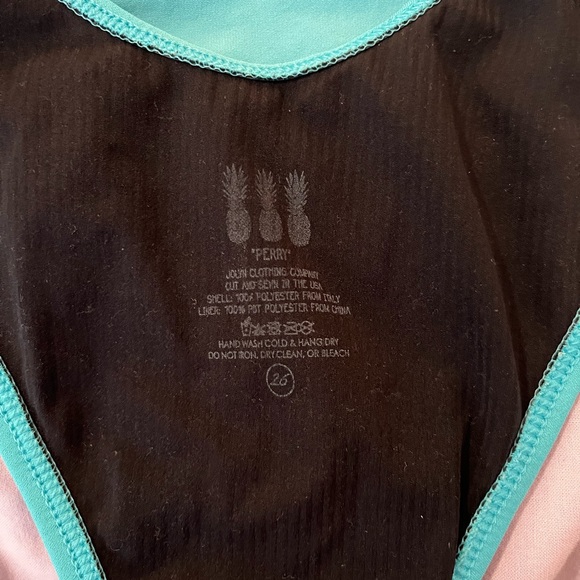 "PERRY"
JOLYN CLOTHING COMPANY
CUT AND SEWN IN THE USA
SHELL: 100% POLYESTER FROM ITALY
LINER: 100% PBT POLYESTER FROM CHINA
HAND WASH COLD & HANG DRY
DO NOT IRON, DRY CLEAN, OR BLEACH
26